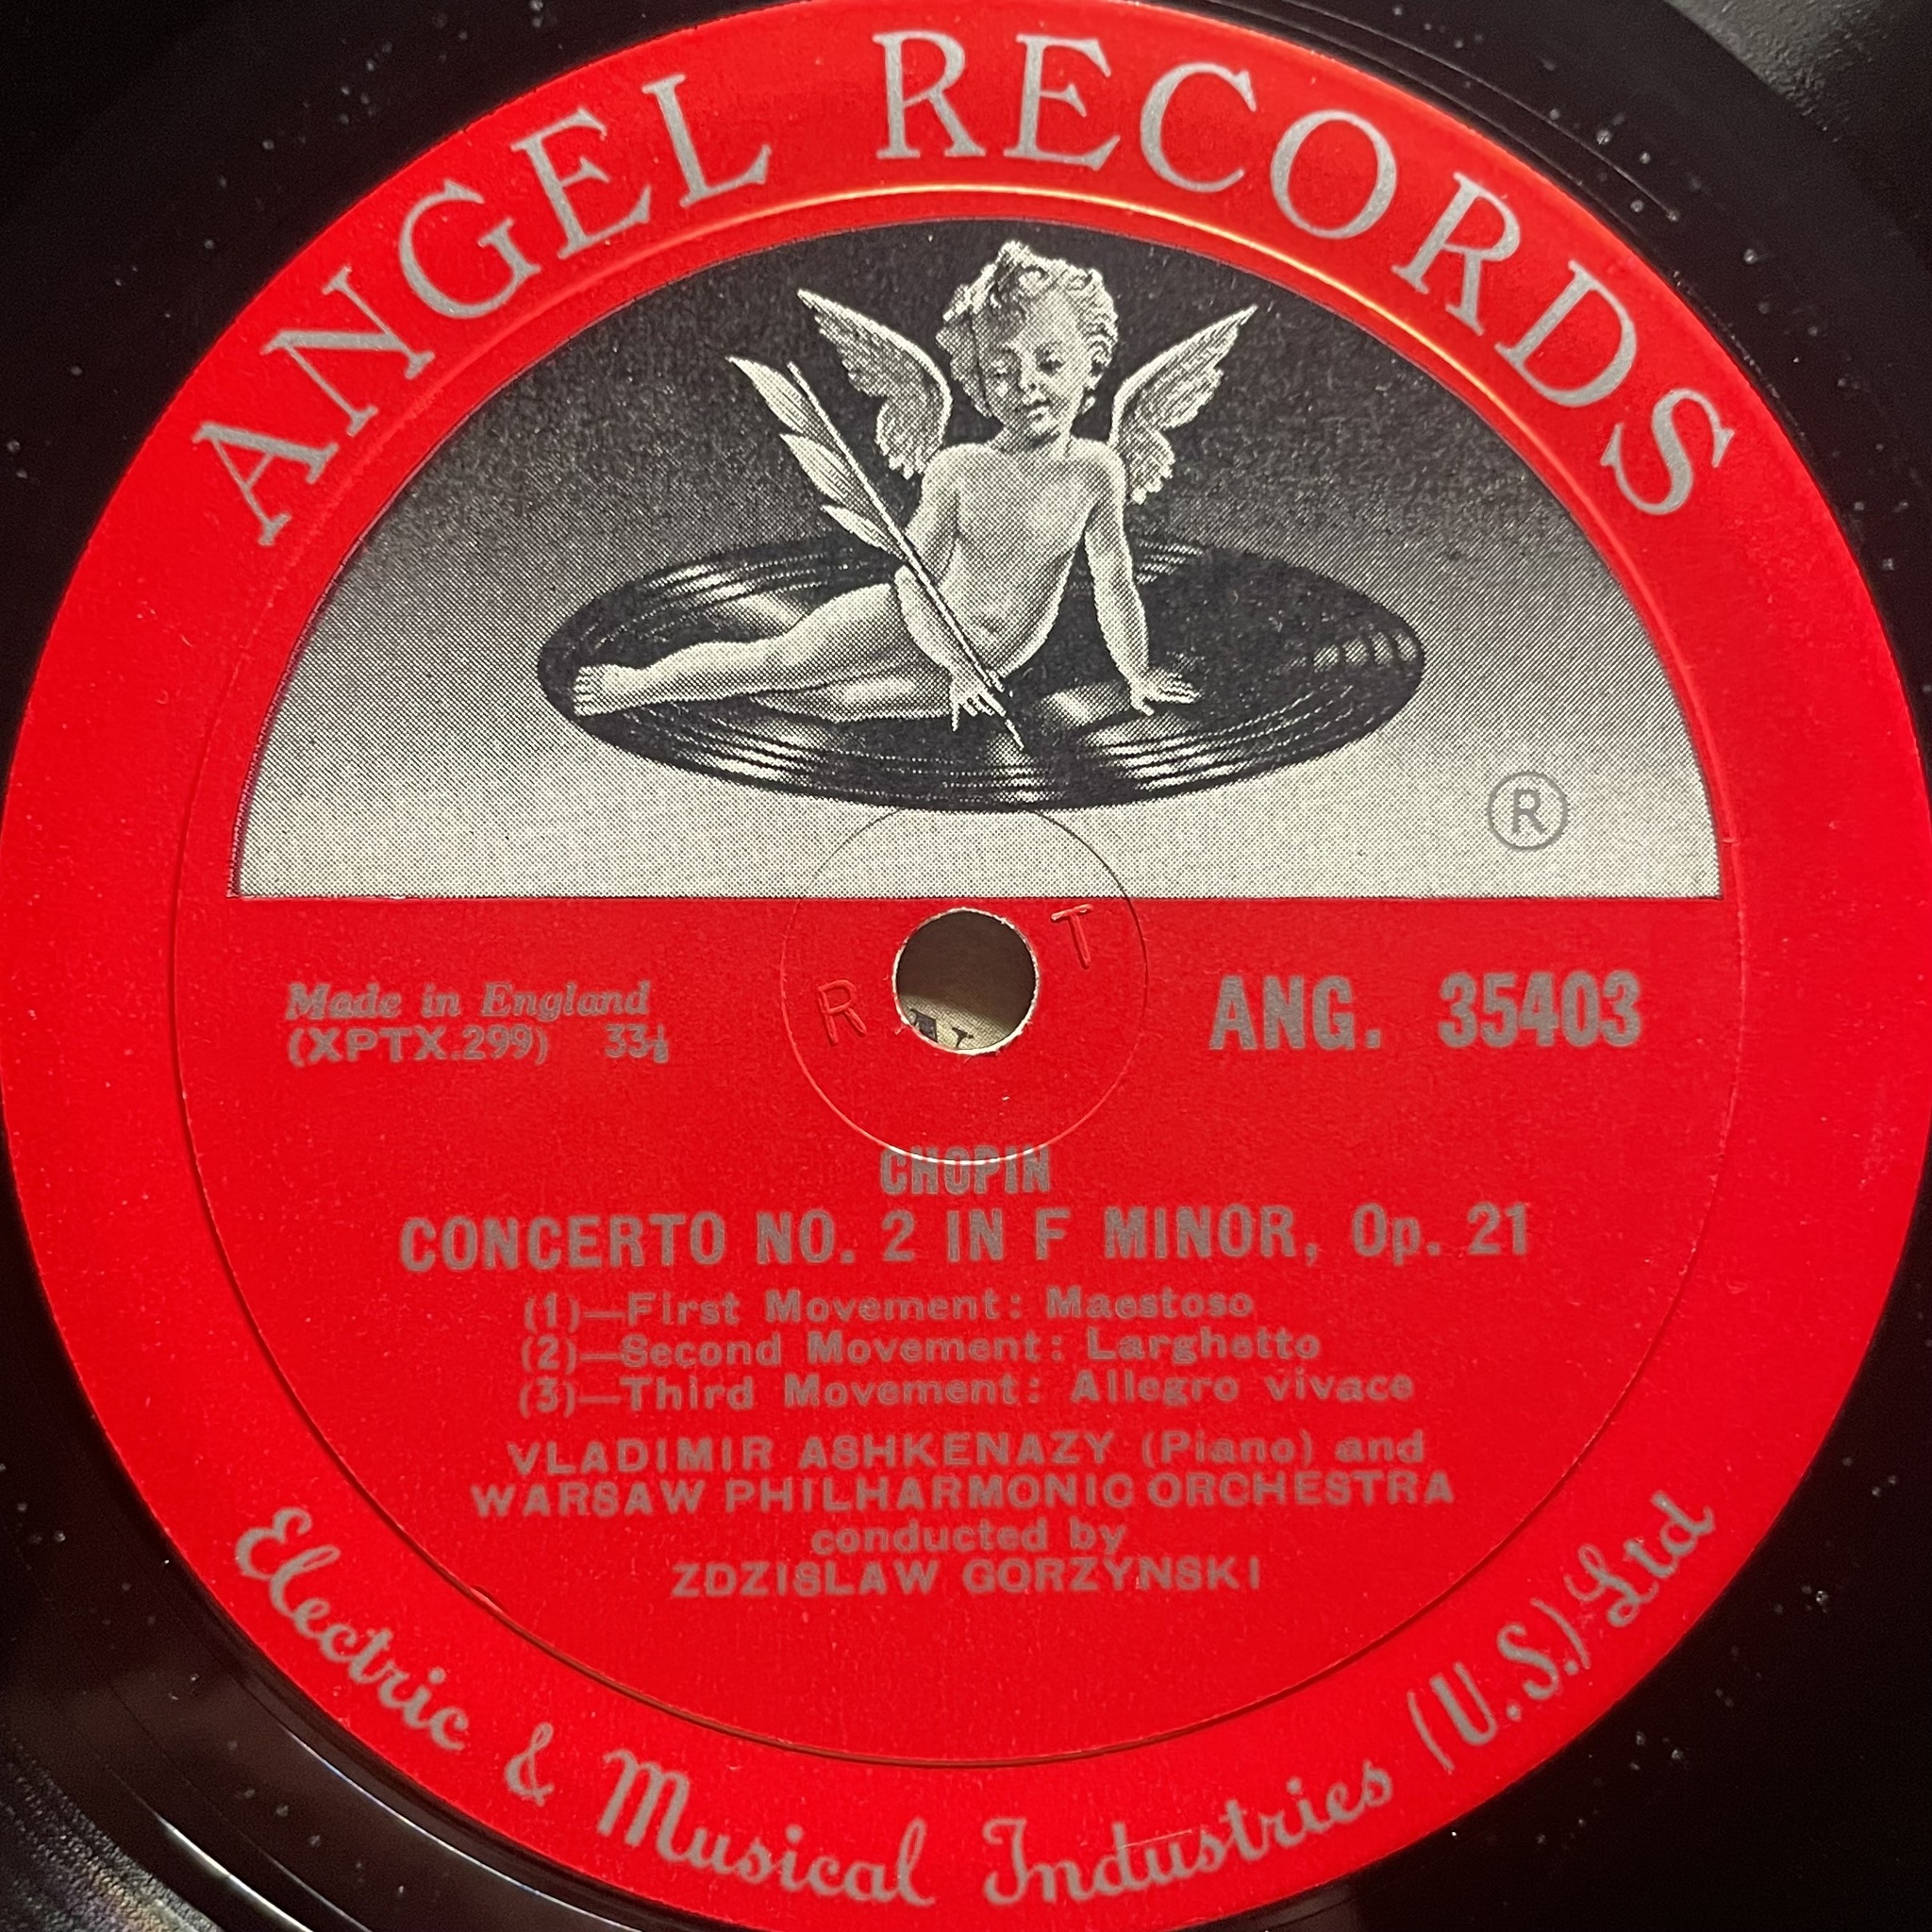 ANGEL RECORDS
®
R T
Made in England
(XPTX.299) 33⅓
ANG. 35403
CHOPIN
CONCERTO NO. 2 IN F MINOR, Op. 21
(1)—First Movement: Maestoso
(2)—Second Movement: Larghetto
(3)—Third Movement: Allegro vivace
VLADIMIR ASHKENAZY (Piano) and
WARSAW PHILHARMONIC ORCHESTRA
conducted by
ZDZISLAW GORZYNSKI
Electric & Musical Industries (U.S.) Ltd